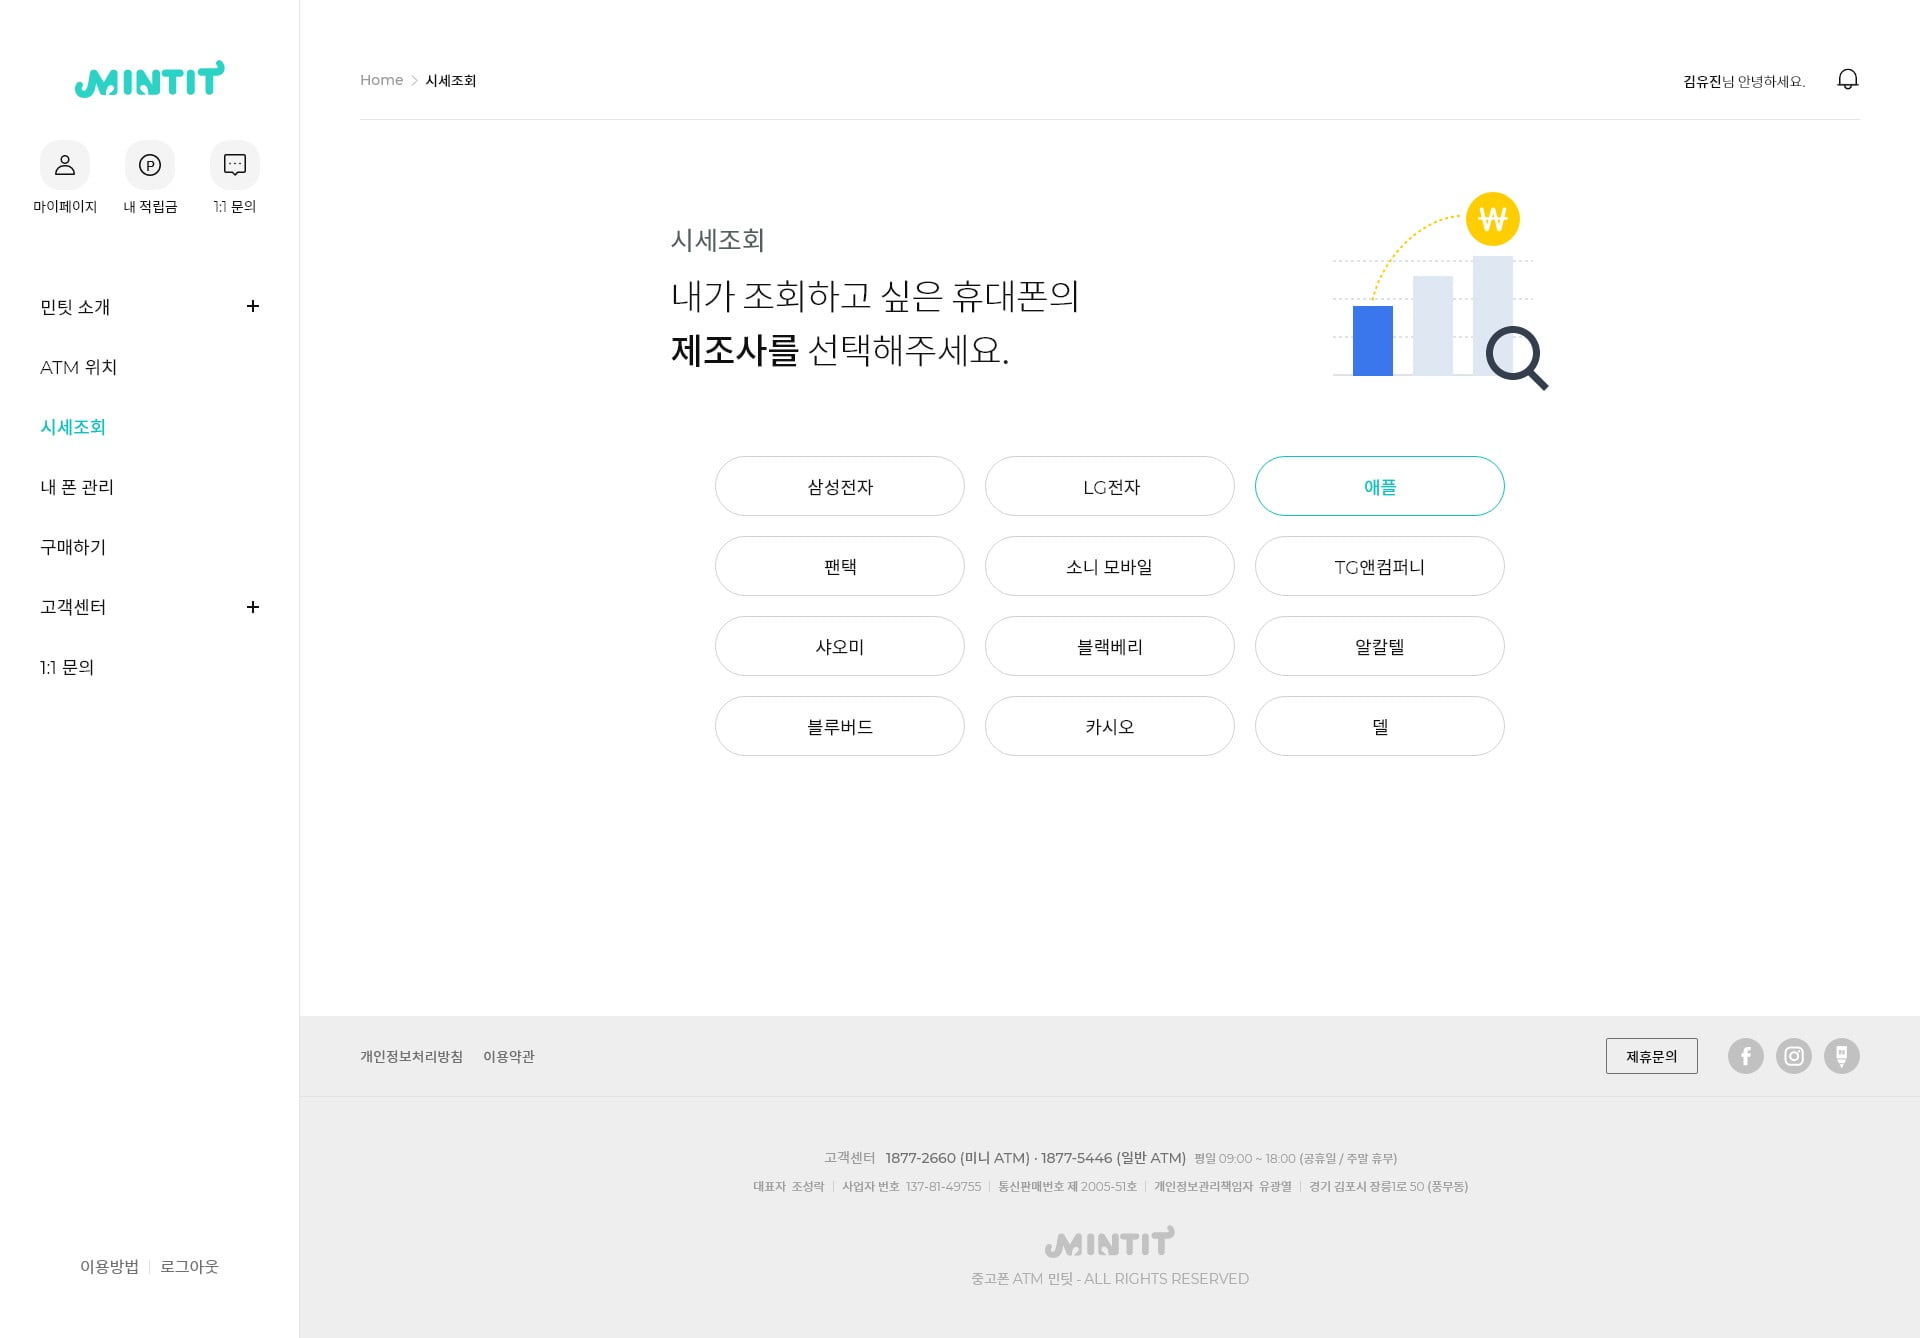 MINTIT
마이페이지
내 적립금
1:1 문의
민팃 소개
ATM 위치
시세조회
내 폰 관리
구매하기
고객센터
1:1 문의
이용방법
로그아웃
Home 시세조회
김유진님 안녕하세요.
시세조회
내가 조회하고 싶은 휴대폰의
제조사를 선택해주세요.
삼성전자
LG전자
애플
팬택
소니 모바일
TG앤컴퍼니
샤오미
블랙베리
알칼텔
블루버드
카시오
델
개인정보처리방침
이용약관
제휴문의
고객센터 1877-2660 (미니 ATM) · 1877-5446 (일반 ATM) 평일 09:00 ~ 18:00 (공휴일 / 주말 휴무)
대표자 조성락 사업자 번호 137-81-49755 통신판매번호 제 2005-51호 개인정보관리책임자 유광열 경기 김포시 장릉1로 50 (풍무동)
MINTIT
중고폰 ATM 민팃 - ALL RIGHTS RESERVED